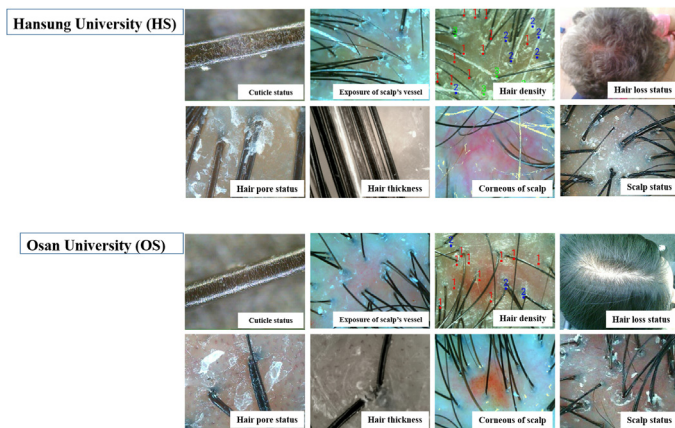 Hansung University (HS)
Cuticle status
Exposure of scalp's vessel
Hair density
Hair loss status
Hair pore status
Hair thickness
Corneous of scalp
Scalp status
Osan University (OS)
Cuticle status
Exposure of scalp's vessel
Hair density
Hair loss status
Hair pore status
Hair thickness
Corneous of scalp
Scalp status